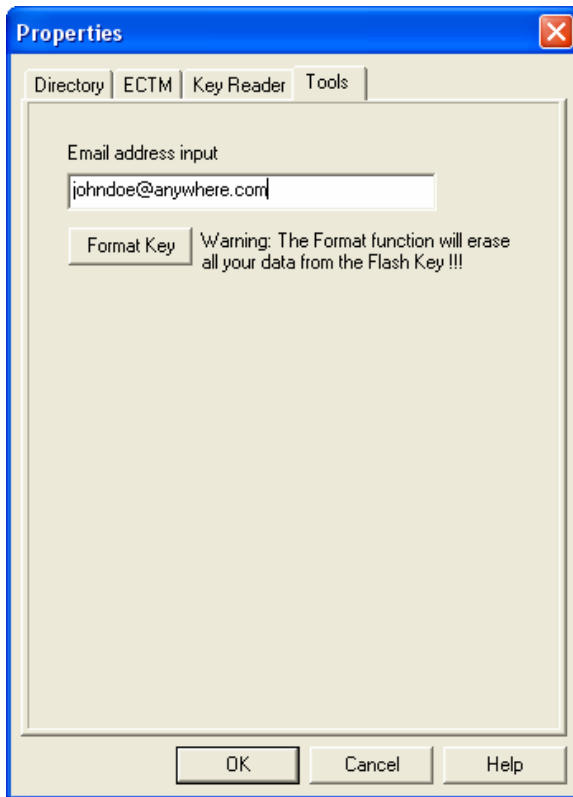 Properties
Directory ECTM Key Reader Tools
Email address input
johndoe@anywhere.com
Format Key
Warning: The Format function will erase
all your data from the Flash Key !!!
OK Cancel Help